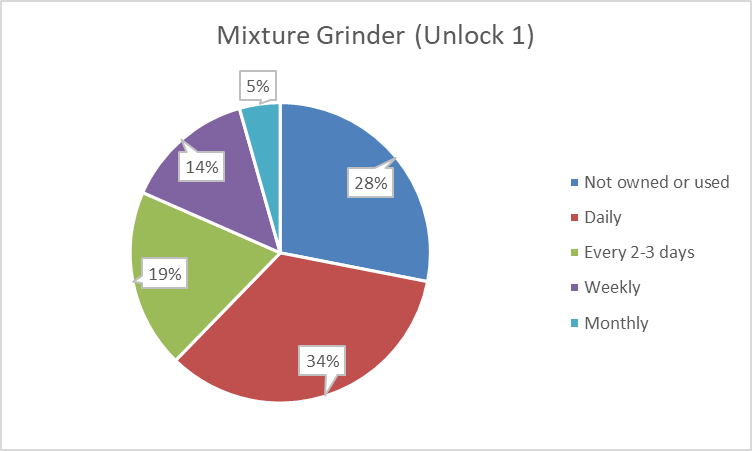 Mixture Grinder (Unlock 1)
5%
14%
28%
19%
34%
Not owned or used
Daily
Every 2-3 days
Weekly
Monthly